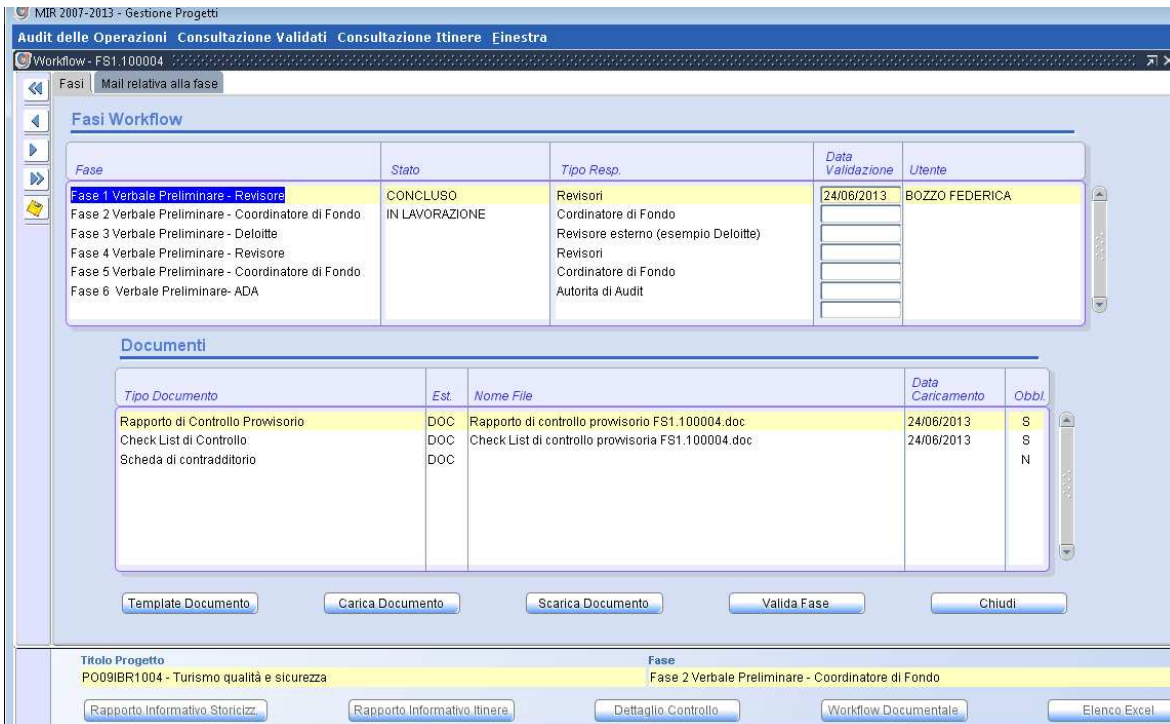 MIR 2007-2013 - Gestione Progetti
Audit delle Operazioni Consultazione Validati Consultazione Itinere Finestra
Workflow - FS1.100004
Fasi Mail relativa alla fase
Fasi Workflow
Fase Stato Tipo Resp. Data Validazione Utente
Fase 1 Verbale Preliminare - Revisore CONCLUSO Revisori 24/06/2013 BOZZO FEDERICA
Fase 2 Verbale Preliminare - Coordinatore di Fondo IN LAVORAZIONE Cordinatore di Fondo
Fase 3 Verbale Preliminare - Deloitte Revisore esterno (esempio Deloitte)
Fase 4 Verbale Preliminare - Revisore Revisori
Fase 5 Verbale Preliminare - Coordinatore di Fondo Cordinatore di Fondo
Fase 6 Verbale Preliminare- ADA Autorita di Audit
Documenti
Tipo Documento Est. Nome File Data Caricamento Obbl.
Rapporto di Controllo Provvisorio DOC Rapporto di controllo provvisorio FS1.100004.doc 24/06/2013 S
Check List di Controllo DOC Check List di controllo provvisoria FS1.100004.doc 24/06/2013 S
Scheda di contradditorio DOC N
Template Documento Carica Documento Scarica Documento Valida Fase Chiudi
Titolo Progetto Fase
PO09IBR1004 - Turismo qualità e sicurezza Fase 2 Verbale Preliminare - Coordinatore di Fondo
Rapporto Informativo Storicizz. Rapporto Informativo Itinere Dettaglio Controllo Workflow Documentale Elenco Excel